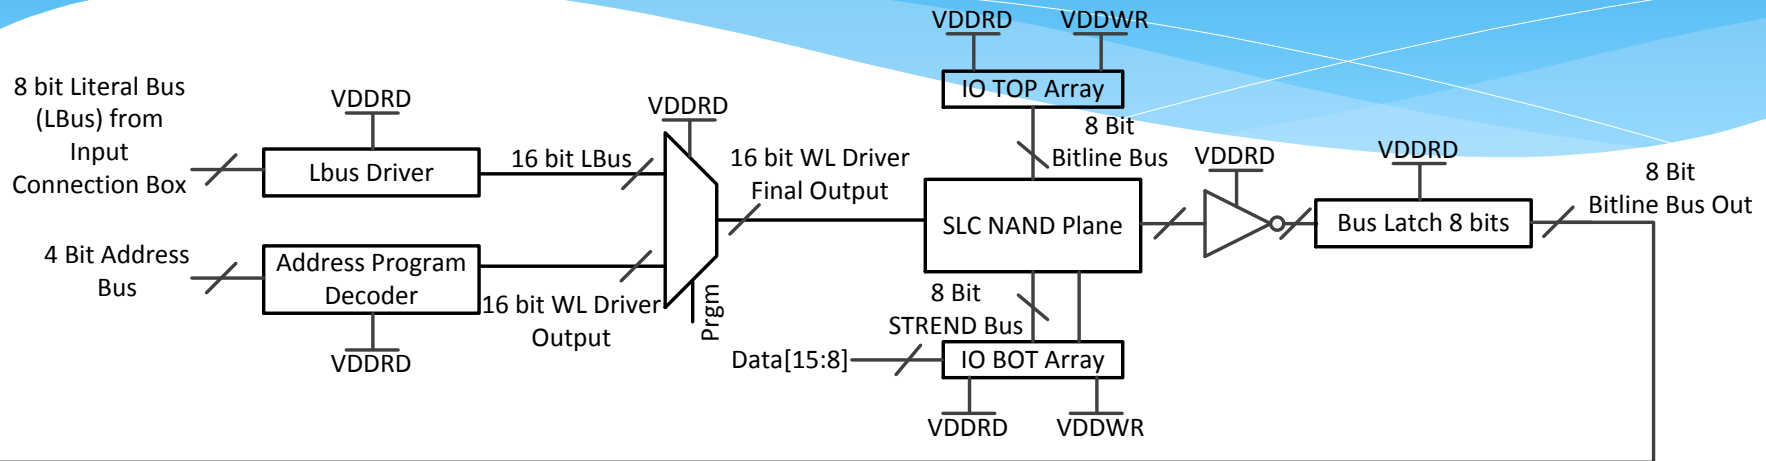 8 bit Literal Bus
(LBus) from
Input
Connection Box
VDDRD
Lbus Driver
16 bit LBus
4 Bit Address
Bus
Address Program
Decoder
VDDRD
16 bit WL Driver
Output
VDDRD
Prgm
16 bit WL Driver
Final Output
VDDRD
VDDWR
IO TOP Array
8 Bit
Bitline Bus
SLC NAND Plane
8 Bit
STREND Bus
Data[15:8]
IO BOT Array
VDDRD
VDDWR
VDDRD
VDDRD
Bus Latch 8 bits
8 Bit
Bitline Bus Out